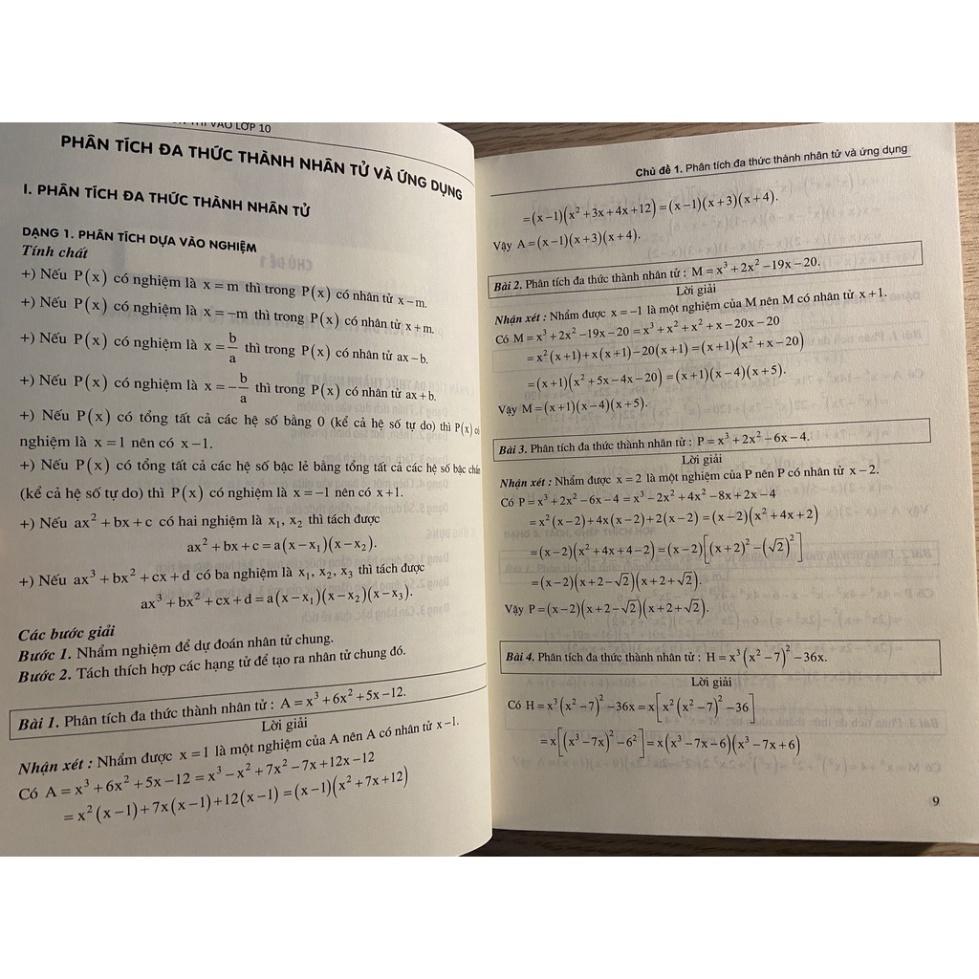 THI VÀO LỚP 10
PHÂN TÍCH ĐA THỨC THÀNH NHÂN TỬ VÀ ỨNG DỤNG
I. PHÂN TÍCH ĐA THỨC THÀNH NHÂN TỬ
DẠNG 1. PHÂN TÍCH DỰA VÀO NGHIỆM
Tính chất
+) Nếu P(x) có nghiệm là x = m thì trong P(x) có nhân tử x − m.
+) Nếu P(x) có nghiệm là x = −m thì trong P(x) có nhân tử x + m.
+) Nếu P(x) có nghiệm là x = b/a thì trong P(x) có nhân tử ax − b.
+) Nếu P(x) có nghiệm là x = −b/a thì trong P(x) có nhân tử ax + b.
+) Nếu P(x) có tổng tất cả các hệ số bằng 0 (kể cả hệ số tự do) thì P(x) có
nghiệm là x = 1 nên có x − 1.
+) Nếu P(x) có tổng tất cả các hệ số bậc lẻ bằng tổng tất cả các hệ số bậc chẵn
(kể cả hệ số tự do) thì P(x) có nghiệm là x = −1 nên có x + 1.
+) Nếu ax² + bx + c có hai nghiệm là x₁, x₂ thì tách được
ax² + bx + c = a(x − x₁)(x − x₂).
+) Nếu ax³ + bx² + cx + d có ba nghiệm là x₁, x₂, x₃ thì tách được
ax³ + bx² + cx + d = a(x − x₁)(x − x₂)(x − x₃).
Các bước giải
Bước 1. Nhẩm nghiệm để dự đoán nhân tử chung.
Bước 2. Tách thích hợp các hạng tử để tạo ra nhân tử chung đó.
Bài 1. Phân tích đa thức thành nhân tử : A = x³ + 6x² + 5x − 12.
Lời giải
Nhận xét : Nhẩm được x = 1 là một nghiệm của A nên A có nhân tử x − 1.
Có A = x³ + 6x² + 5x − 12 = x³ − x² + 7x² − 7x + 12x − 12
= x²(x − 1) + 7x(x − 1) + 12(x − 1) = (x − 1)(x² + 7x + 12)
Chủ đề 1. Phân tích đa thức thành nhân tử và ứng dụng
= (x − 1)(x² + 3x + 4x + 12) = (x − 1)(x + 3)(x + 4).
Vậy A = (x − 1)(x + 3)(x + 4).
Bài 2. Phân tích đa thức thành nhân tử : M = x³ + 2x² − 19x − 20.
Lời giải
Nhận xét : Nhẩm được x = −1 là một nghiệm của M nên M có nhân tử x + 1.
Có M = x³ + 2x² − 19x − 20 = x³ + x² + x² + x − 20x − 20
= x²(x + 1) + x(x + 1) − 20(x + 1) = (x + 1)(x² + x − 20)
= (x + 1)(x² + 5x − 4x − 20) = (x + 1)(x − 4)(x + 5).
Vậy M = (x + 1)(x − 4)(x + 5).
Bài 3. Phân tích đa thức thành nhân tử : P = x³ + 2x² − 6x − 4.
Lời giải
Nhận xét : Nhẩm được x = 2 là một nghiệm của P nên P có nhân tử x − 2.
Có P = x³ + 2x² − 6x − 4 = x³ − 2x² + 4x² − 8x + 2x − 4
= x²(x − 2) + 4x(x − 2) + 2(x − 2) = (x − 2)(x² + 4x + 2)
= (x − 2)(x² + 4x + 4 − 2) = (x − 2)[(x + 2)² − (√2)²]
= (x − 2)(x + 2 − √2)(x + 2 + √2).
Vậy P = (x − 2)(x + 2 − √2)(x + 2 + √2).
Bài 4. Phân tích đa thức thành nhân tử : H = x³(x² − 7)² − 36x.
Lời giải
Có H = x³(x² − 7)² − 36x = x[x²(x² − 7)² − 36]
= x[(x³ − 7x)² − 6²] = x(x³ − 7x − 6)(x³ − 7x + 6)
9